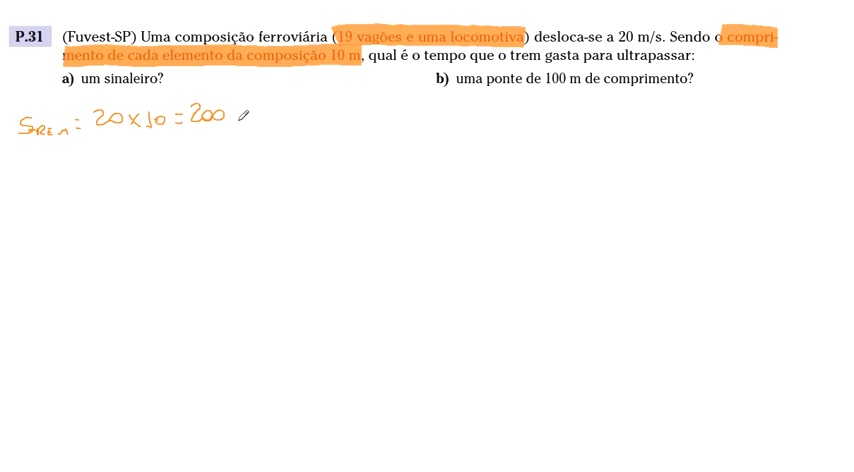 P.31 (Fuvest-SP) Uma composição ferroviária (19 vagões e uma locomotiva) desloca-se a 20 m/s. Sendo o compri-
mento de cada elemento da composição 10 m, qual é o tempo que o trem gasta para ultrapassar:
a) um sinaleiro? b) uma ponte de 100 m de comprimento?
STREM = 20 x 10 = 200